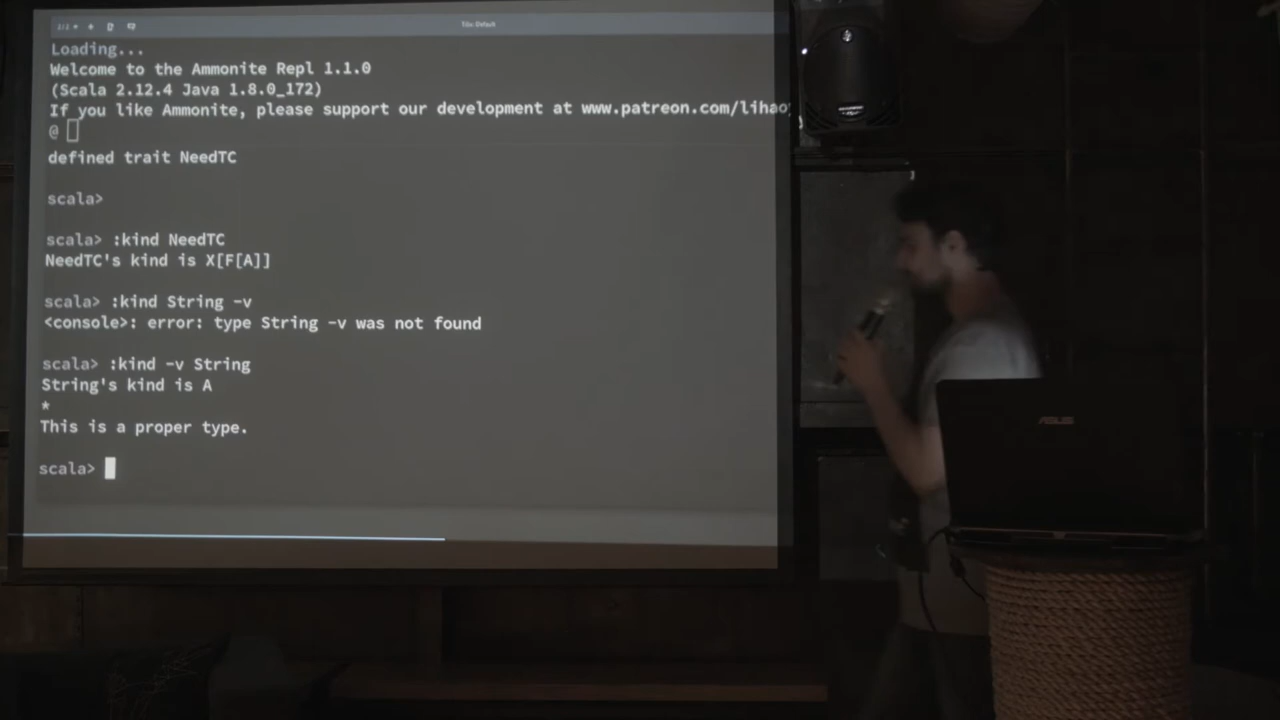 Tilix: Default
Loading...
Welcome to the Ammonite Repl 1.1.0
(Scala 2.12.4 Java 1.8.0_172)
If you like Ammonite, please support our development at www.patreon.com/lihao
@
defined trait NeedTC
scala>
scala> :kind NeedTC
NeedTC's kind is X[F[A]]
scala> :kind String -v
<console>: error: type String -v was not found
scala> :kind -v String
String's kind is A
*
This is a proper type.
scala>
ASUS